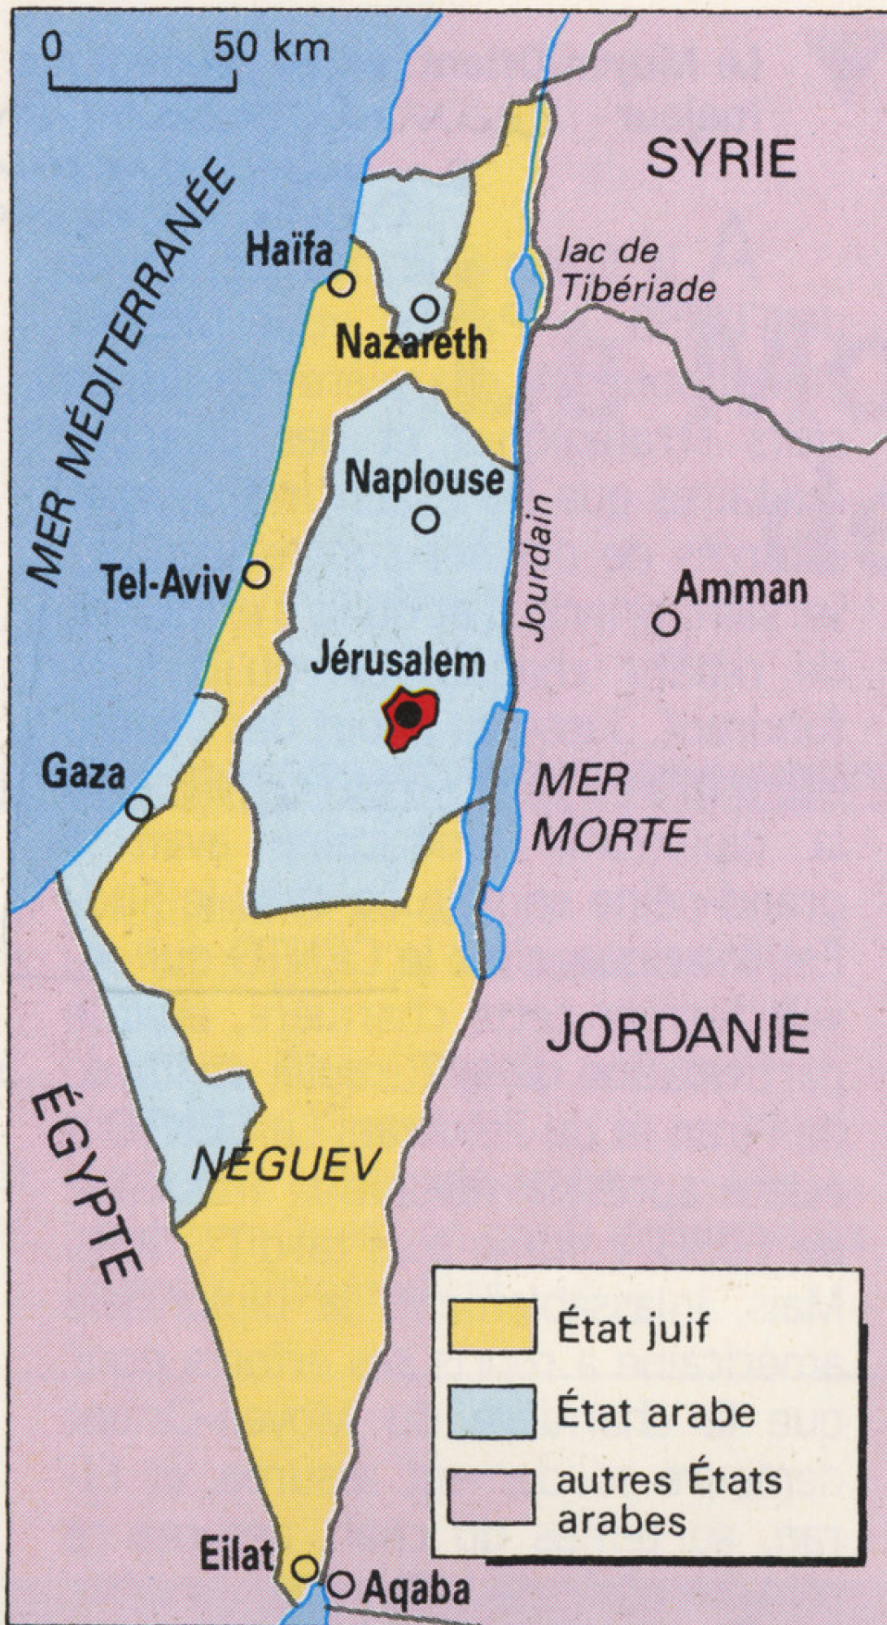 0 50 km
SYRIE
MER MÉDITERRANÉE
Haïfa
lac de
Tibériade
Nazareth
Naplouse
Jourdain
Tel-Aviv
Amman
Jérusalem
Gaza
MER
MORTE
JORDANIE
ÉGYPTE
NÉGUEV
État juif
État arabe
autres États
arabes
Eilat
Aqaba